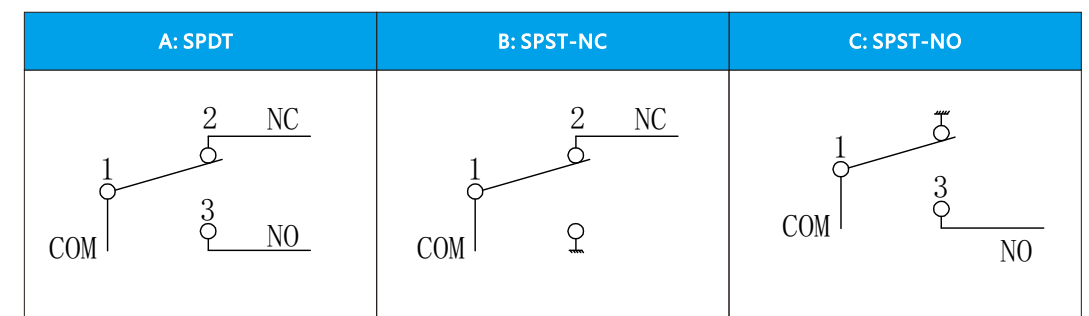 A: SPDT
B: SPST-NC
C: SPST-NO
2 NC
1
3
COM NO
2 NC
1
COM
1
3
COM
NO